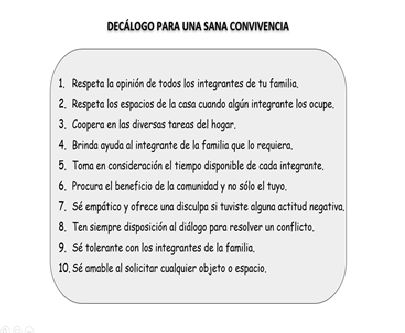 DECÁLOGO PARA UNA SANA CONVIVENCIA
1. Respeta la opinión de todos los integrantes de tu familia.
2. Respeta los espacios de la casa cuando algún integrante los ocupe.
3. Coopera en las diversas tareas del hogar.
4. Brinda ayuda al integrante de la familia que lo requiera.
5. Toma en consideración el tiempo disponible de cada integrante.
6. Procura el beneficio de la comunidad y no sólo el tuyo.
7. Sé empático y ofrece una disculpa si tuviste alguna actitud negativa.
8. Ten siempre disposición al diálogo para resolver un conflicto.
9. Sé tolerante con los integrantes de la familia.
10. Sé amable al solicitar cualquier objeto o espacio.